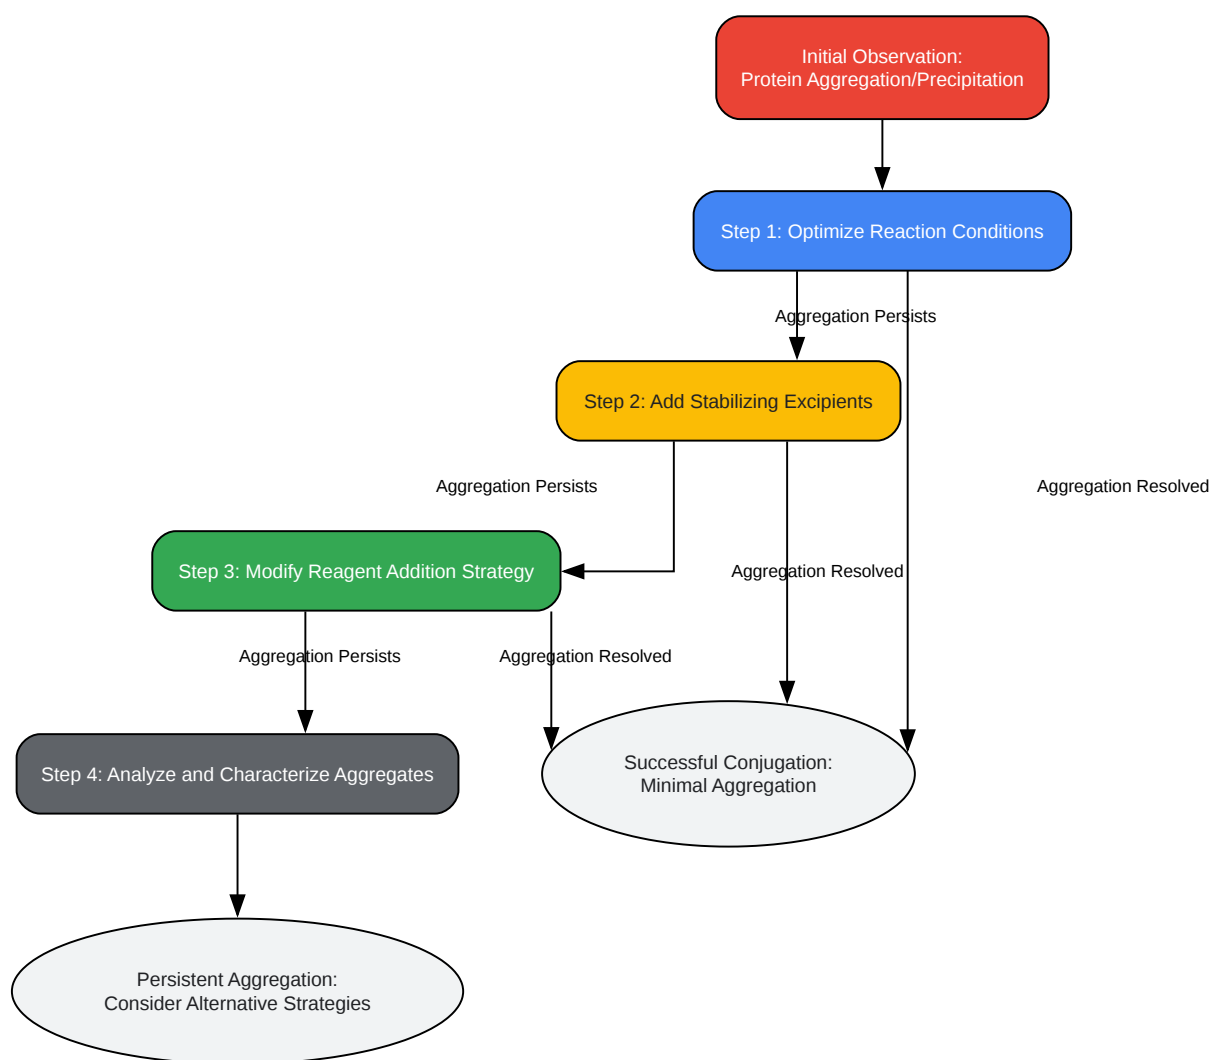 Initial Observation:
Protein Aggregation/Precipitation
Step 1: Optimize Reaction Conditions
Aggregation Persists
Step 2: Add Stabilizing Excipients
Aggregation Persists
Aggregation Resolved
Step 3: Modify Reagent Addition Strategy
Aggregation Resolved
Aggregation Persists
Aggregation Resolved
Step 4: Analyze and Characterize Aggregates
Successful Conjugation:
Minimal Aggregation
Persistent Aggregation:
Consider Alternative Strategies